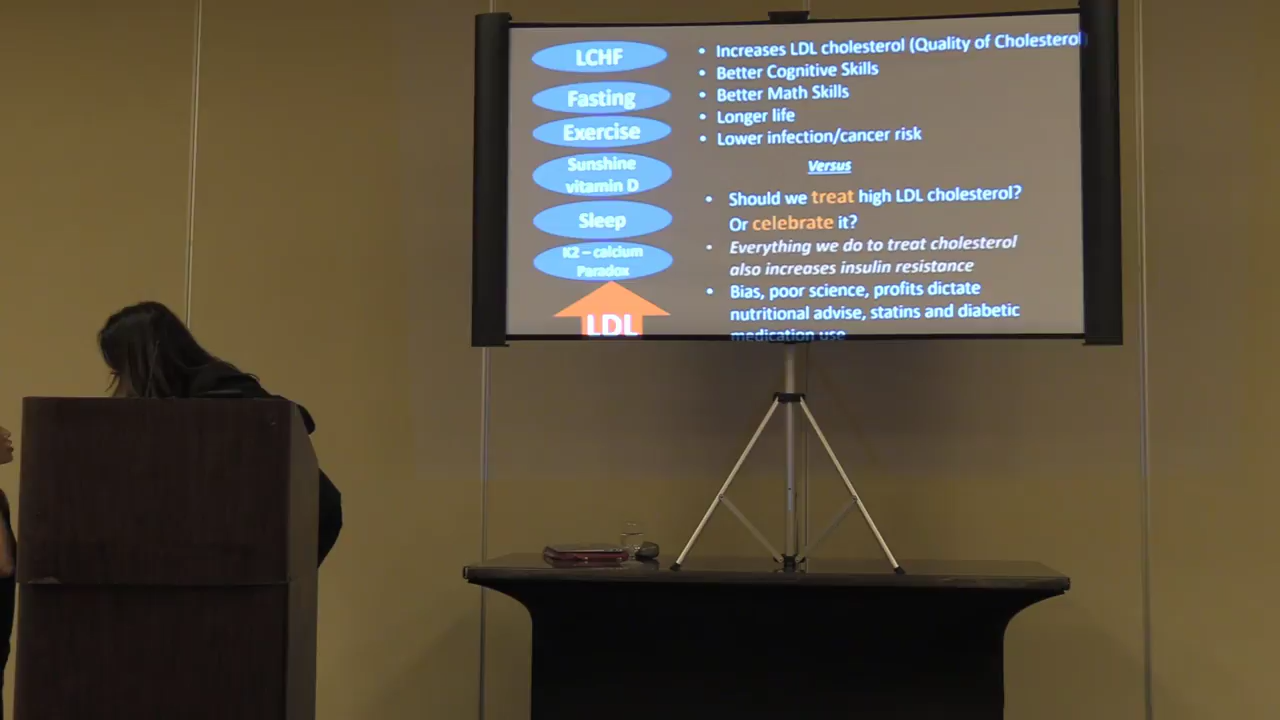 LCHF
Fasting
Exercise
Sunshine
vitamin D
Sleep
K2 – calcium
Paradox
LDL
• Increases LDL cholesterol (Quality of Cholesterol
• Better Cognitive Skills
• Better Math Skills
• Longer life
• Lower infection/cancer risk
Versus
• Should we treat high LDL cholesterol?
Or celebrate it?
• Everything we do to treat cholesterol
also increases insulin resistance
• Bias, poor science, profits dictate
nutritional advise, statins and diabetic
medication use